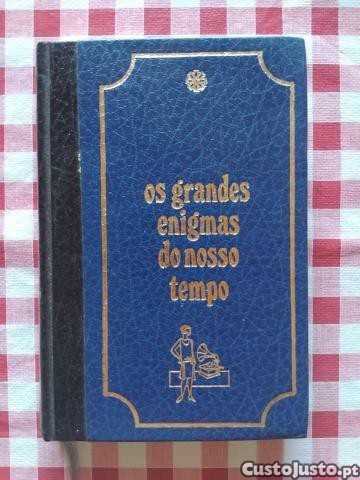 os grandes
enigmas
do nosso
tempo
CustoJusto.pt